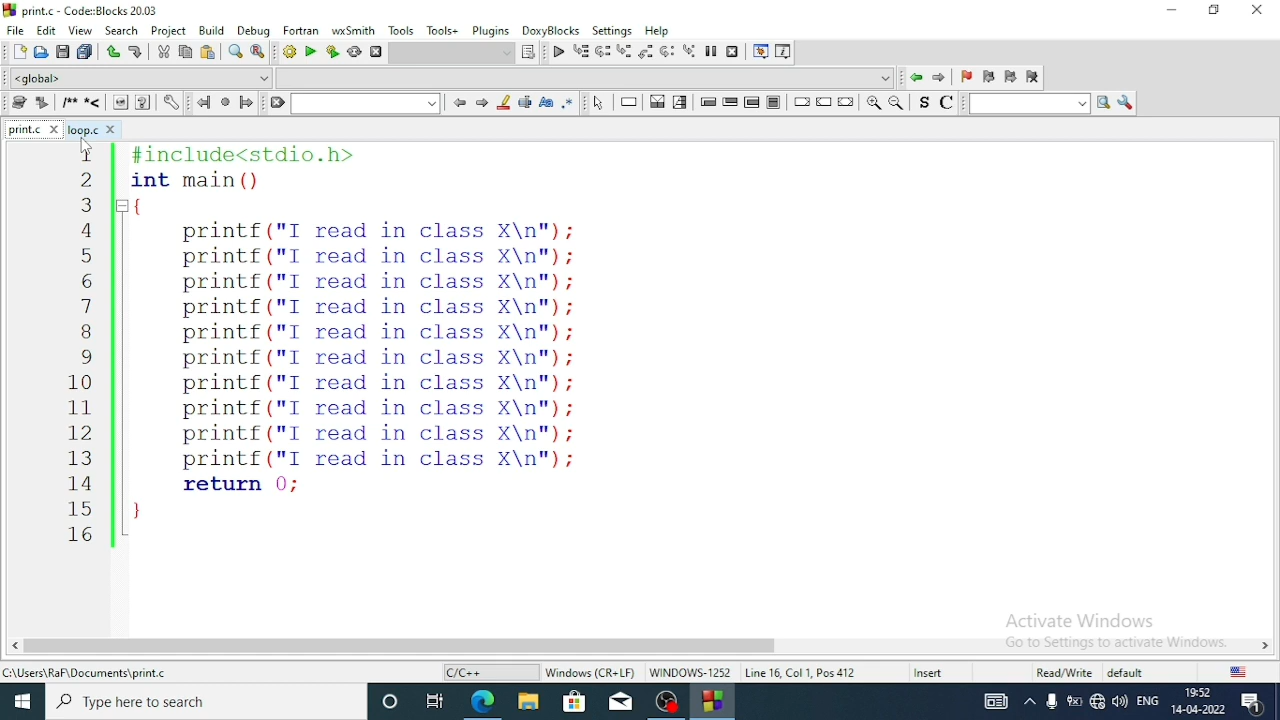 print.c - Code::Blocks 20.03
File Edit View Search Project Build Debug Fortran wxSmith Tools Tools+ Plugins DoxyBlocks Settings Help
<global>
/** *<
S C
print.c loop.c
1 #include<stdio.h>
2 int main()
3 {
4 printf("I read in class X\n");
5 printf("I read in class X\n");
6 printf("I read in class X\n");
7 printf("I read in class X\n");
8 printf("I read in class X\n");
9 printf("I read in class X\n");
10 printf("I read in class X\n");
11 printf("I read in class X\n");
12 printf("I read in class X\n");
13 printf("I read in class X\n");
14 return 0;
15 }
16
Activate Windows
Go to Settings to activate Windows.
C:\Users\RaF\Documents\print.c C/C++ Windows (CR+LF) WINDOWS-1252 Line 16, Col 1, Pos 412 Insert Read/Write default
Type here to search ENG 19:52
14-04-2022 1